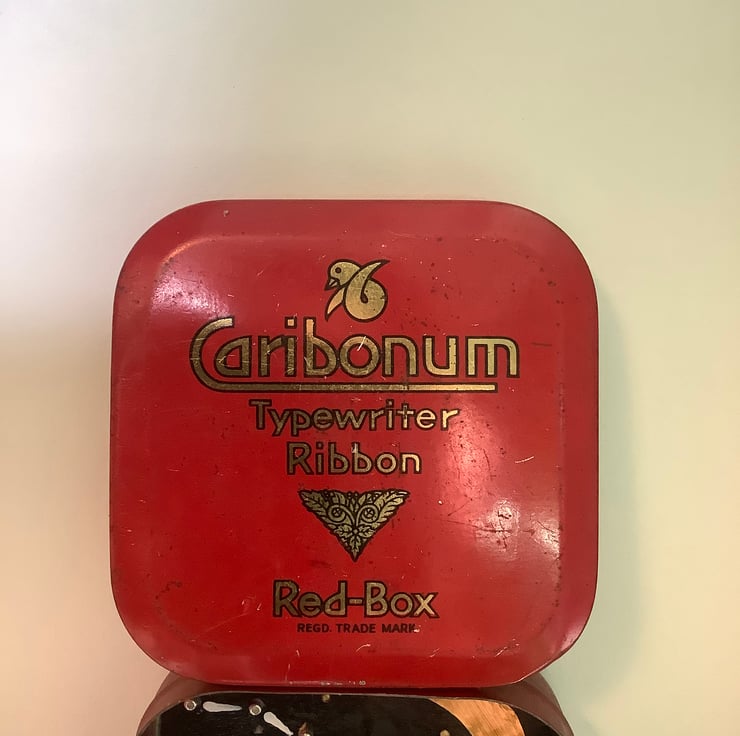 Caribonum
Typewriter
Ribbon
Red-Box
REGD. TRADE MARK.